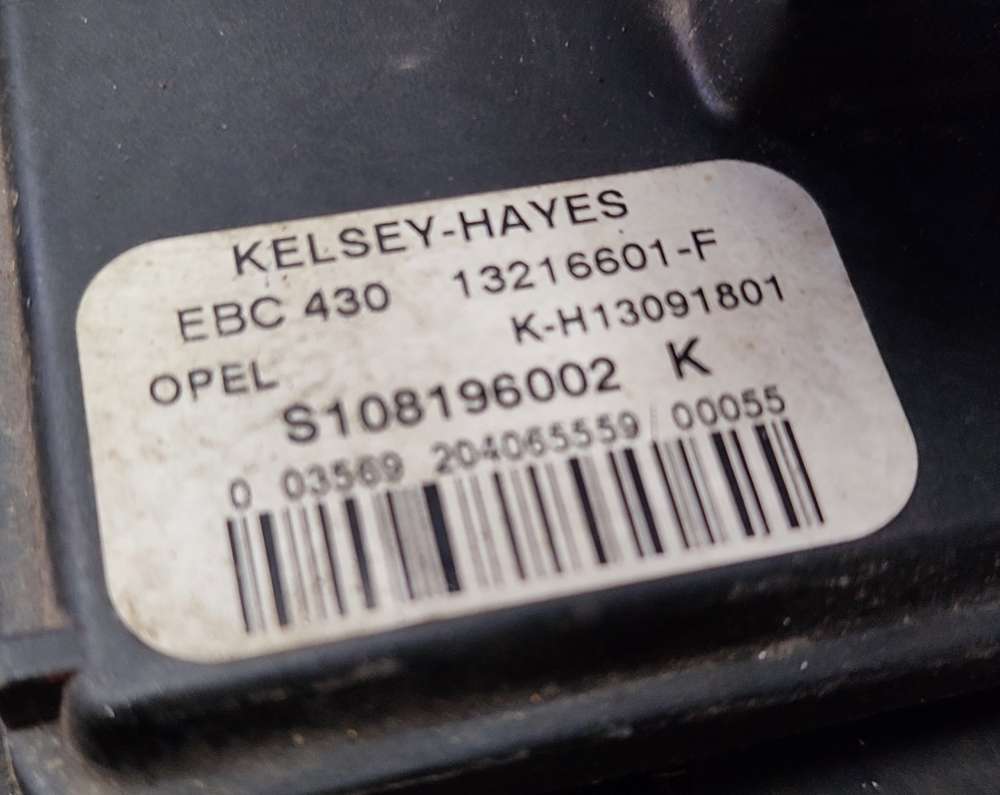 KELSEY-HAYES
EBC 430 13216601-F
OPEL K-H13091801
S108196002 K
0 03569 204065559 00055